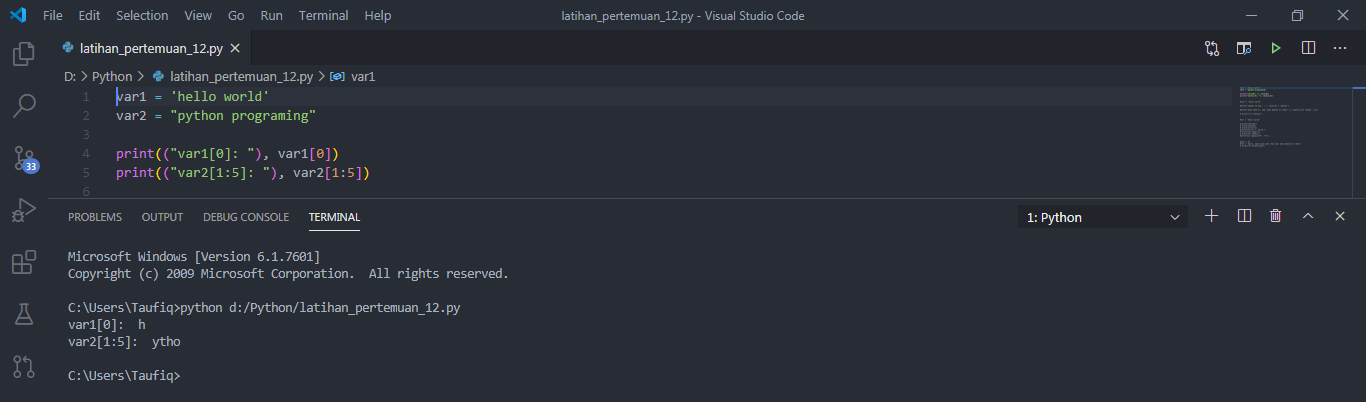 File Edit Selection View Go Run Terminal Help latihan_pertemuan_12.py - Visual Studio Code
latihan_pertemuan_12.py
D: > Python > latihan_pertemuan_12.py > var1
1 var1 = 'hello world'
2 var2 = "python programing"
3
4 print(("var1[0]: "), var1[0])
5 print(("var2[1:5]: "), var2[1:5])
6
33
PROBLEMS OUTPUT DEBUG CONSOLE TERMINAL 1: Python
Microsoft Windows [Version 6.1.7601]
Copyright (c) 2009 Microsoft Corporation.  All rights reserved.
C:\Users\Taufiq>python d:/Python/latihan_pertemuan_12.py
var1[0]:  h
var2[1:5]:  ytho
C:\Users\Taufiq>